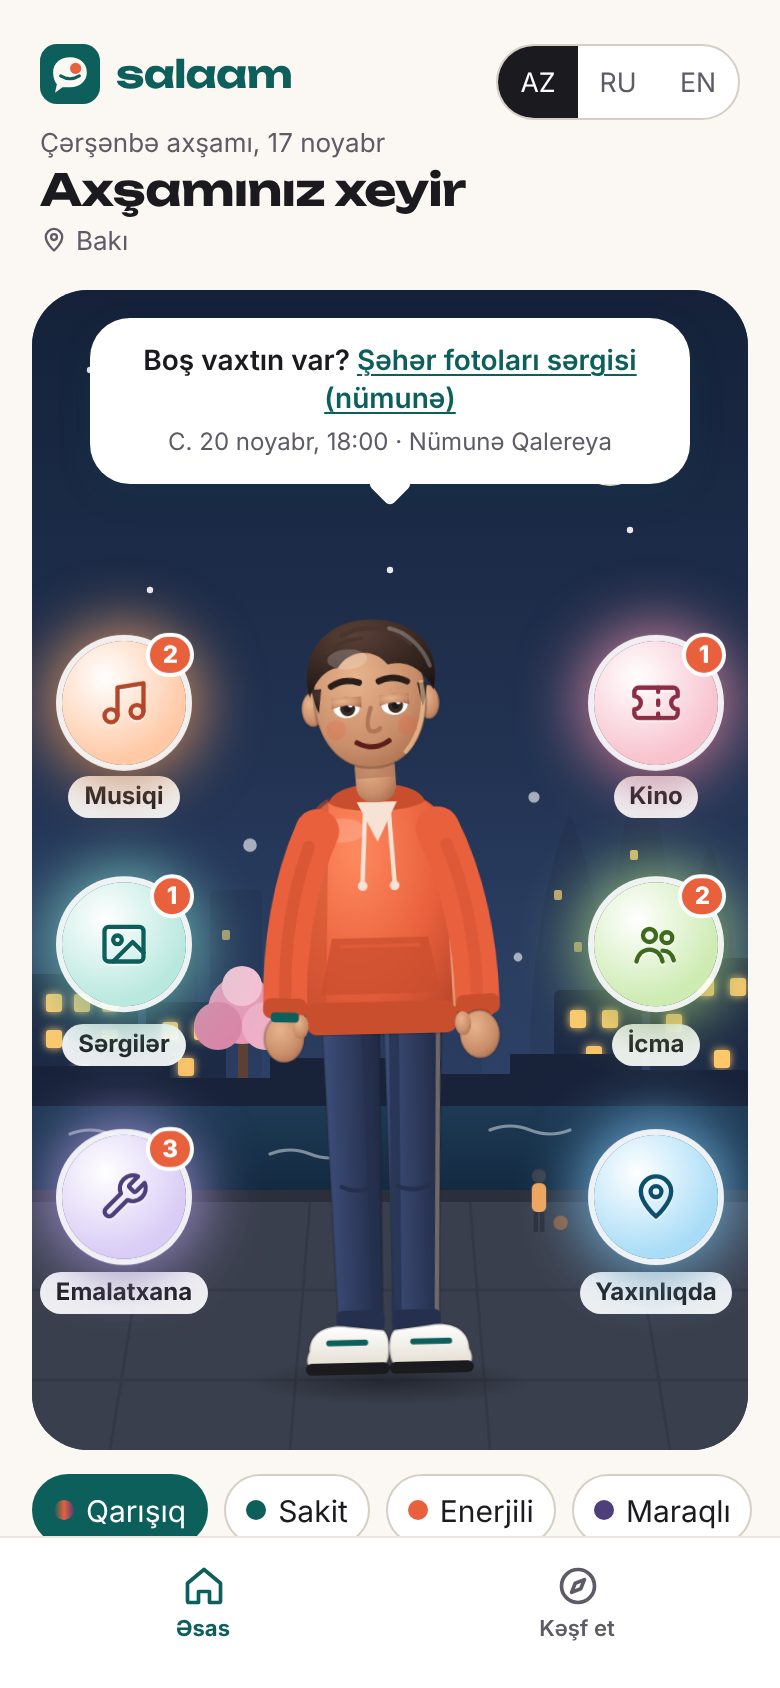 salaam
AZ RU EN
Çərşənbə axşamı, 17 noyabr
Axşamınız xeyir
Bakı
Boş vaxtın var? Şəhər fotoları sərgisi
(nümunə)
C. 20 noyabr, 18:00 · Nümunə Qalereya
2
1
Musiqi
Kino
1
2
Sərgilər
İcma
3
Emalatxana
Yaxınlıqda
Qarışıq
Sakit
Enerjili
Maraqlı
Əsas
Kəşf et